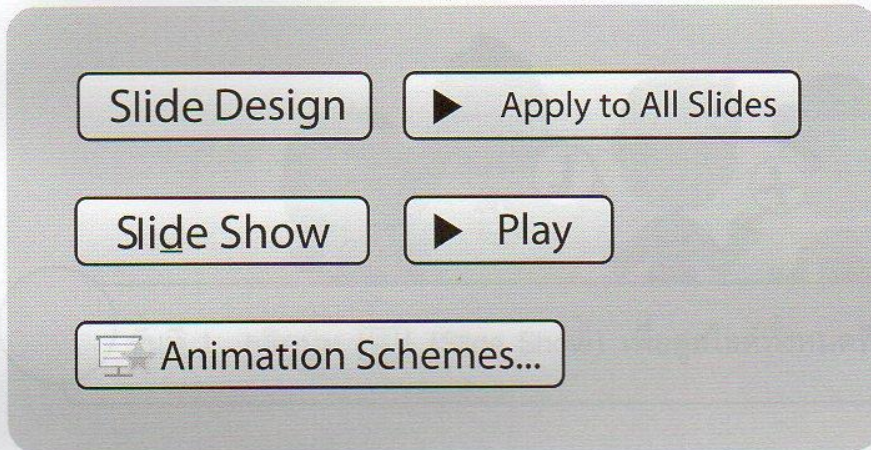 Slide Design
Apply to All Slides
Slide Show
Play
Animation Schemes...